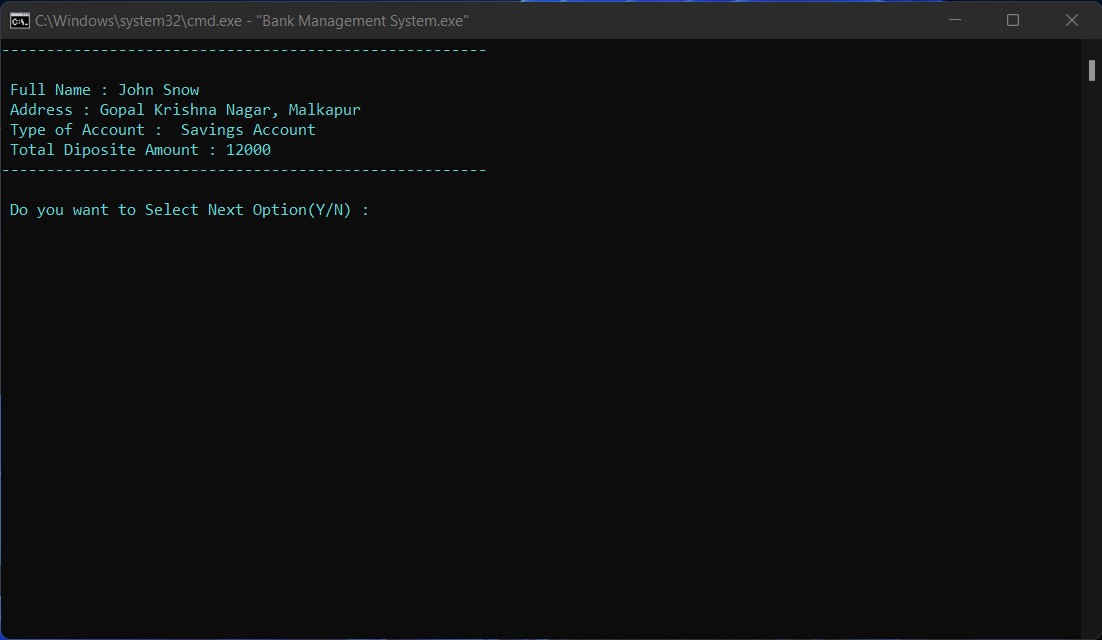 C:\Windows\system32\cmd.exe - "Bank Management System.exe"
------------------------------------------------------
Full Name : John Snow
Address : Gopal Krishna Nagar, Malkapur
Type of Account :  Savings Account
Total Diposite Amount : 12000
------------------------------------------------------
Do you want to Select Next Option(Y/N) :